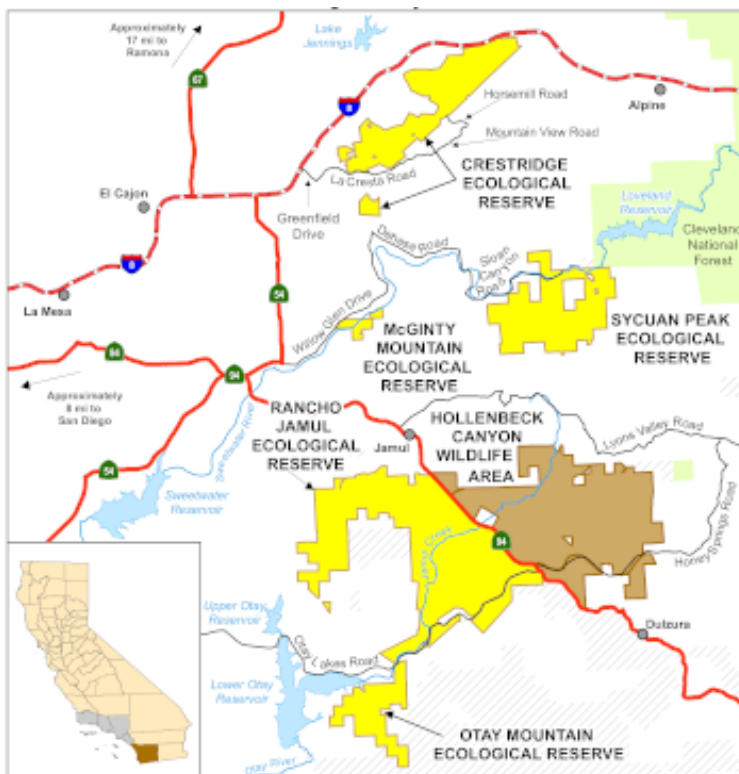 Approximately
17 mi to
Ramona
Lake
Jennings
67
8
Alpine
Horsemill Road
Mountain View Road
La Cresta Road
CRESTRIDGE
ECOLOGICAL
RESERVE
El Cajon
Greenfield
Drive
Loveland
Reservoir
Cleveland
National
Forest
Dehase Road
Sloan
Canyon
Road
8
La Mesa
54
Willow Glen Drive
McGINTY
MOUNTAIN
ECOLOGICAL
RESERVE
SYCUAN PEAK
ECOLOGICAL
RESERVE
94
Approximately
8 mi to
San Diego
RANCHO
JAMUL
ECOLOGICAL
RESERVE
Jamul
HOLLENBECK
CANYON
WILDLIFE
AREA
Lyons Valley Road
54
Sweetwater River
Sweetwater Reservoir
94
Honey Springs Road
Jamul Creek
Dulzura
Upper Otay
Reservoir
Otay Lakes Road
Lower Otay
Reservoir
OTAY MOUNTAIN
ECOLOGICAL RESERVE